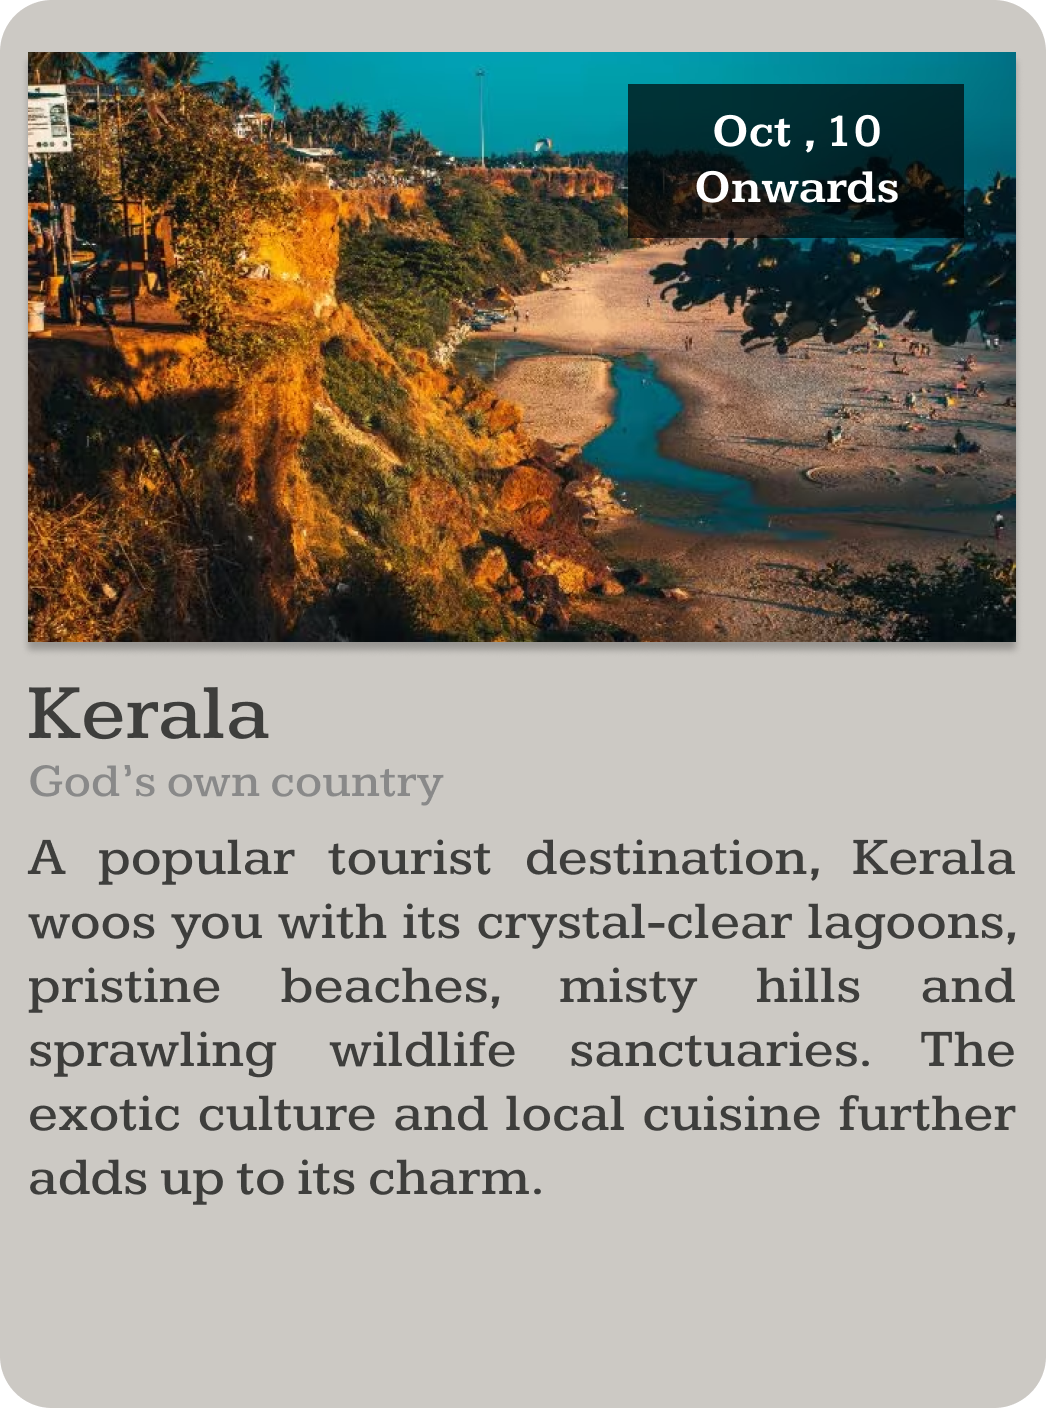 Oct , 10
Onwards
Kerala
God’s own country
A popular tourist destination, Kerala
woos you with its crystal-clear lagoons,
pristine beaches, misty hills and
sprawling wildlife sanctuaries. The
exotic culture and local cuisine further
adds up to its charm.